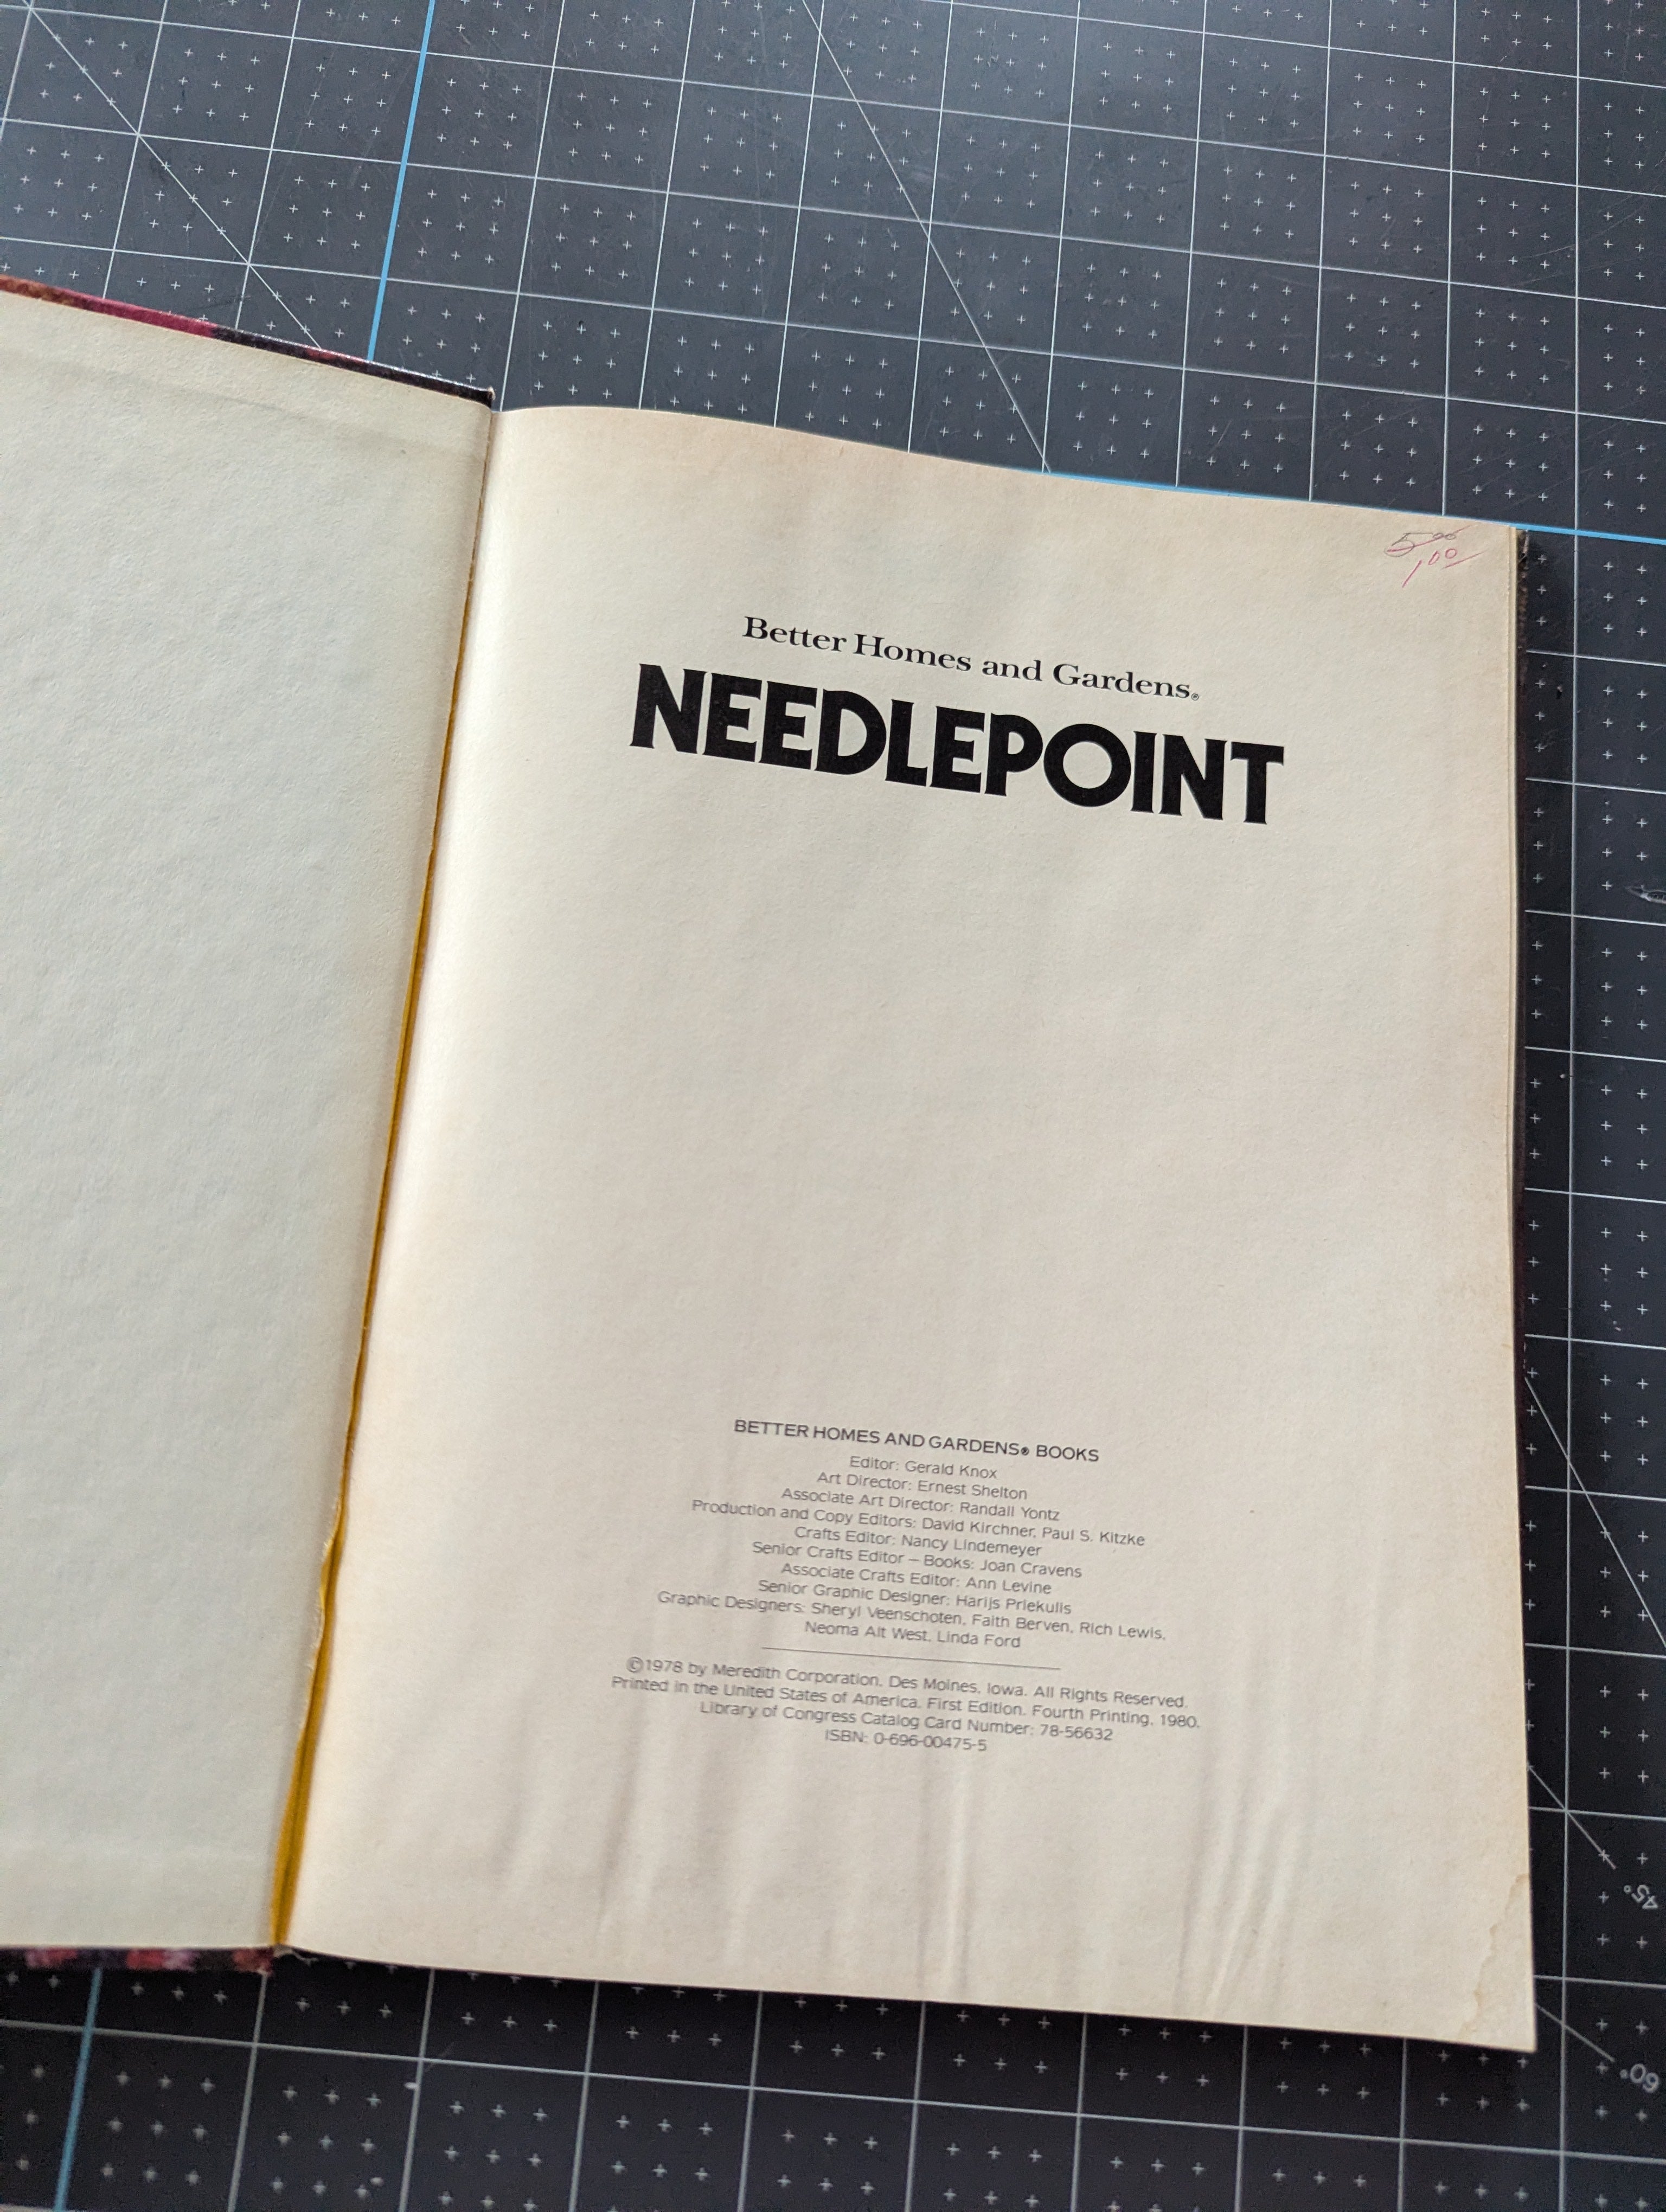 5.00
1.00
Better Homes and Gardens®
NEEDLEPOINT
BETTER HOMES AND GARDENS® BOOKS
Editor: Gerald Knox
Art Director: Ernest Shelton
Associate Art Director: Randall Yontz
Production and Copy Editors: David Kirchner, Paul S. Kitzke
Crafts Editor: Nancy Lindemeyer
Senior Crafts Editor – Books: Joan Cravens
Associate Crafts Editor: Ann Levine
Senior Graphic Designer: Harijs Priekulis
Graphic Designers: Sheryl Veenschoten, Faith Berven, Rich Lewis,
Neoma Alt West, Linda Ford
©1978 by Meredith Corporation, Des Moines, Iowa. All Rights Reserved.
Printed in the United States of America. First Edition. Fourth Printing, 1980.
Library of Congress Catalog Card Number: 78-56632
ISBN: 0-696-00475-5
45°
60°